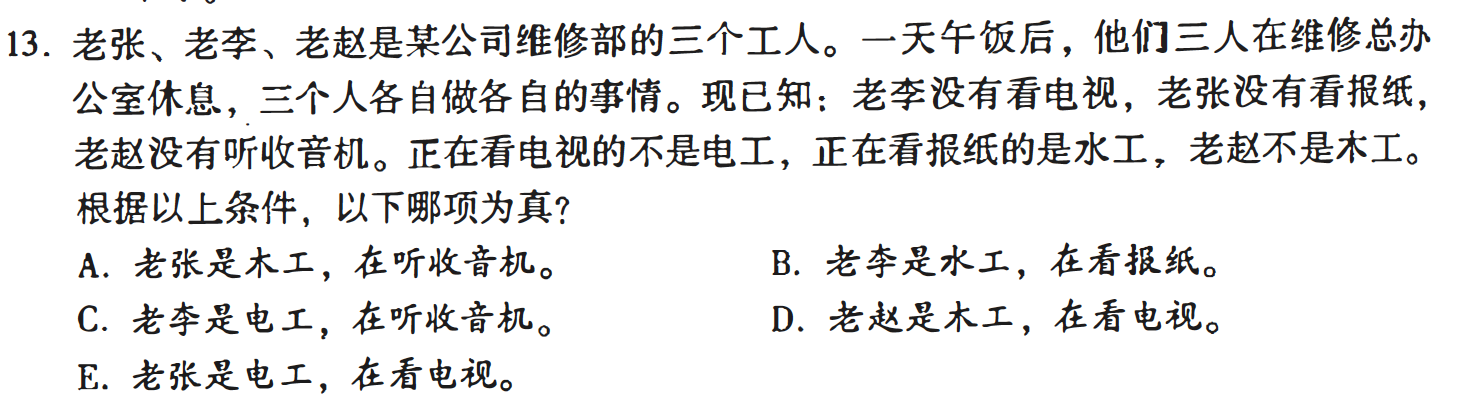 13. 老张、老李、老赵是某公司维修部的三个工人。一天午饭后，他们三人在维修总办
公室休息，三个人各自做各自的事情。现已知：老李没有看电视，老张没有看报纸，
老赵没有听收音机。正在看电视的不是电工，正在看报纸的是水工，老赵不是木工。
根据以上条件，以下哪项为真？
A. 老张是木工，在听收音机。 B. 老李是水工，在看报纸。
C. 老李是电工，在听收音机。 D. 老赵是木工，在看电视。
E. 老张是电工，在看电视。